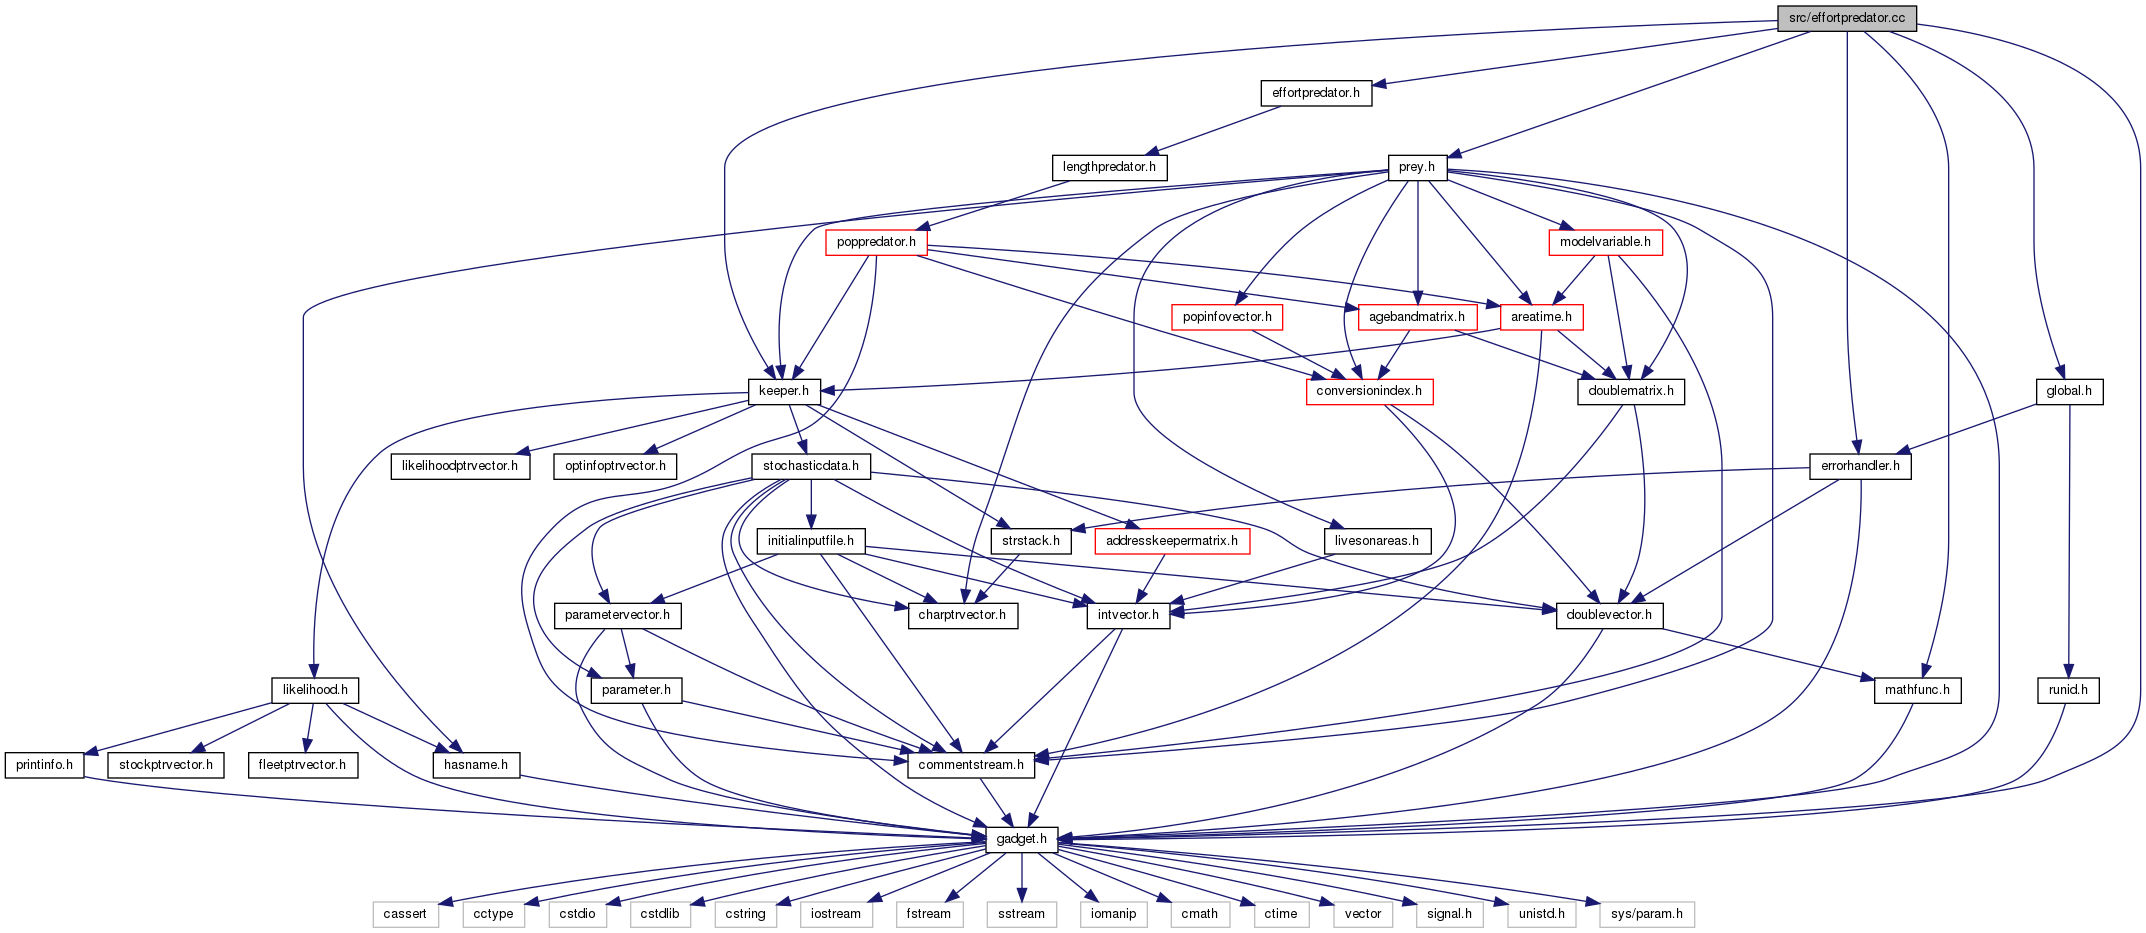 src/effortpredator.cc
effortpredator.h
lengthpredator.h
prey.h
poppredator.h
modelvariable.h
popinfovector.h
agebandmatrix.h
areatime.h
keeper.h
conversionindex.h
doublematrix.h
global.h
likelihoodptrvector.h
optinfoptrvector.h
stochasticdata.h
errorhandler.h
initialinputfile.h
strstack.h
addresskeepermatrix.h
livesonareas.h
parametervector.h
charptrvector.h
intvector.h
doublevector.h
likelihood.h
parameter.h
mathfunc.h
runid.h
printinfo.h
stockptrvector.h
fleetptrvector.h
hasname.h
commentstream.h
gadget.h
cassert
cctype
cstdio
cstdlib
cstring
iostream
fstream
sstream
iomanip
cmath
ctime
vector
signal.h
unistd.h
sys/param.h